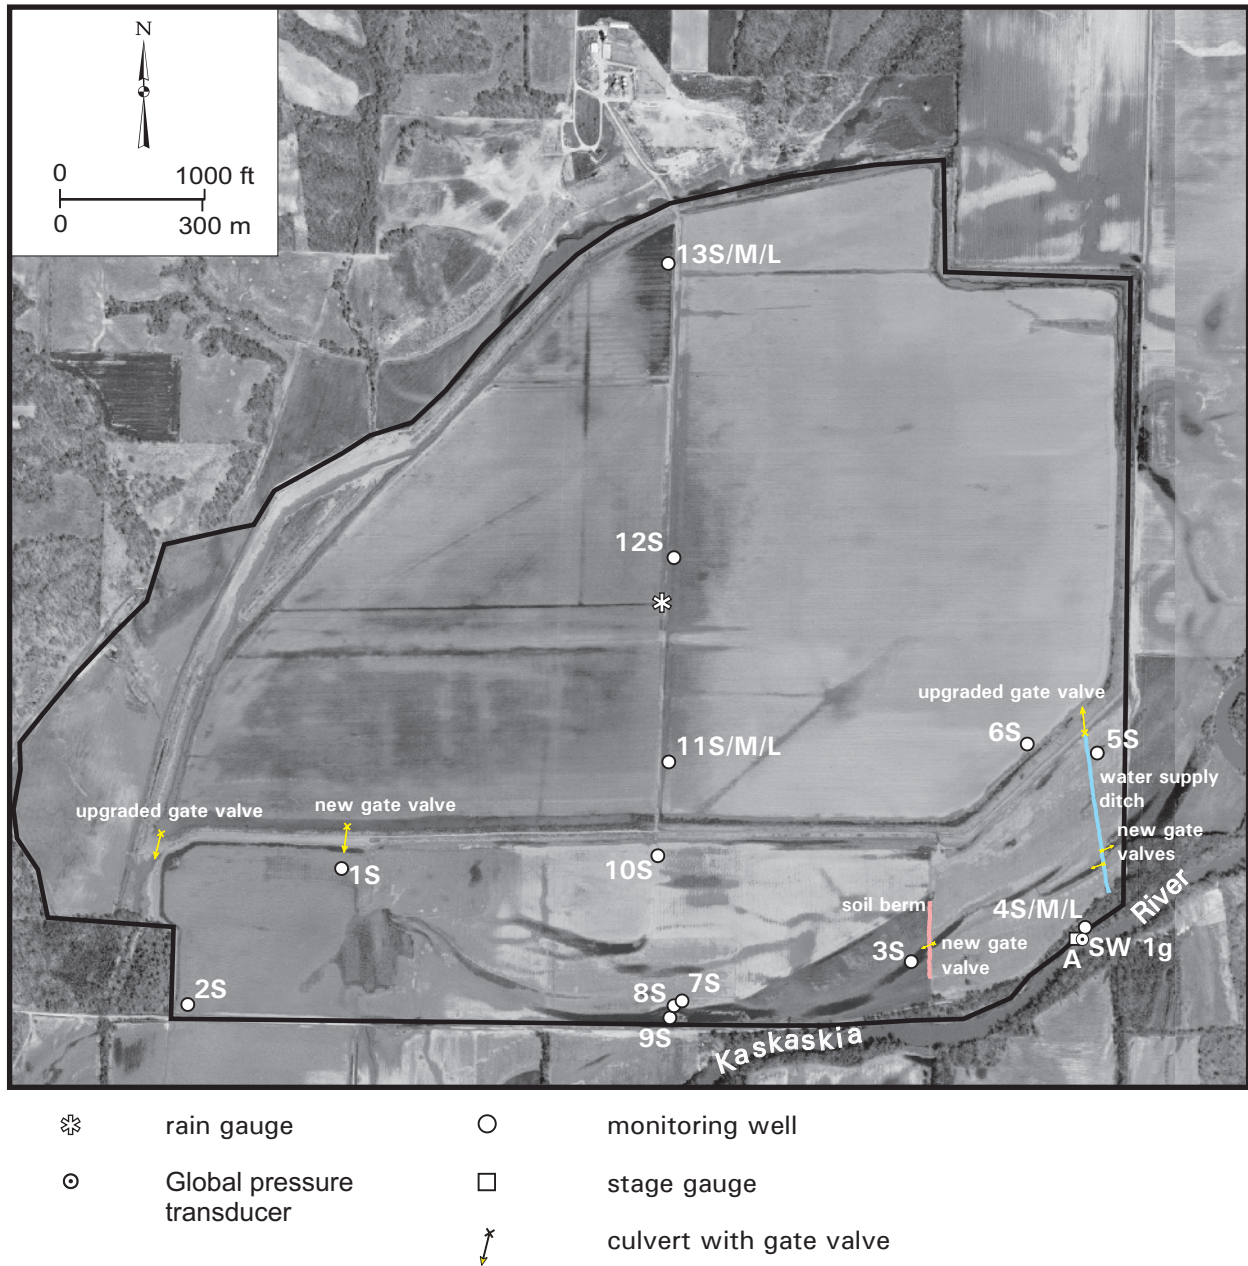 N
0 1000 ft
0 300 m
13S/M/L
12S
upgraded gate valve
6S
5S
11S/M/L
water supply
ditch
upgraded gate valve
new gate valve
new gate
valves
1S
10S
soil berm
4S/M/L
River
3S
new gate
valve
A
SW 1g
2S
8S
7S
9S
Kaskaskia
rain gauge
monitoring well
Global pressure
transducer
stage gauge
culvert with gate valve